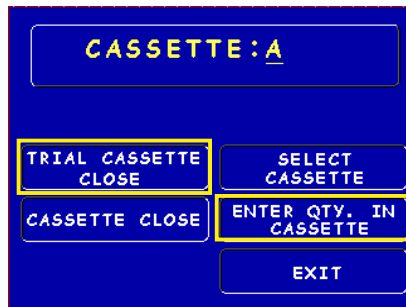 CASSETTE:A
TRIAL CASSETTE
CLOSE
SELECT
CASSETTE
CASSETTE CLOSE
ENTER QTY. IN
CASSETTE
EXIT